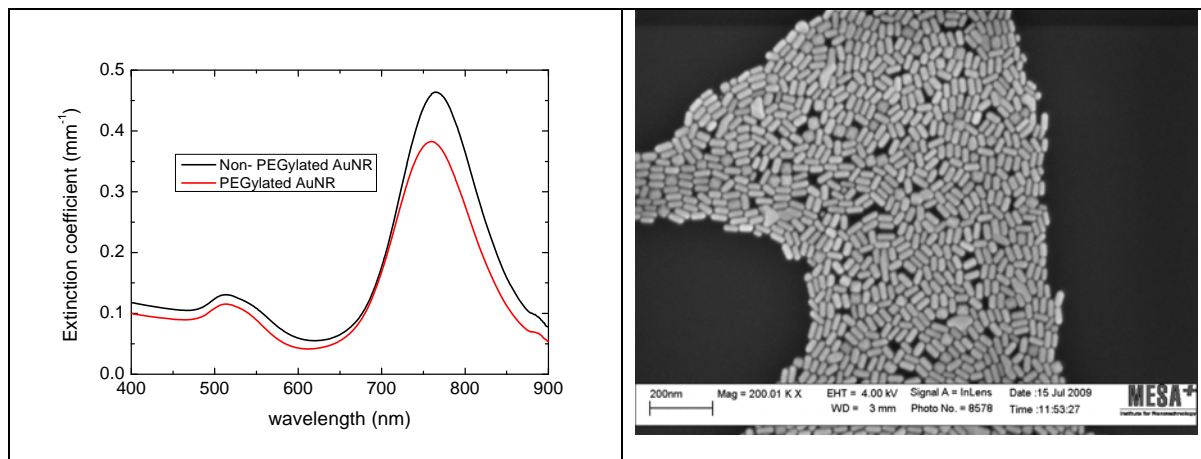 0.5
0.4
0.3
0.2
0.1
0.0
Extinction coefficient (mm⁻¹)
Non- PEGylated AuNR
PEGylated AuNR
400 500 600 700 800 900
wavelength (nm)
200nm
Mag = 200.01 K X
EHT = 4.00 kV
WD = 3 mm
Signal A = InLens
Photo No. = 8578
Date :15 Jul 2009
Time :11:53:27
MESA+
Institute for Nanotechnology